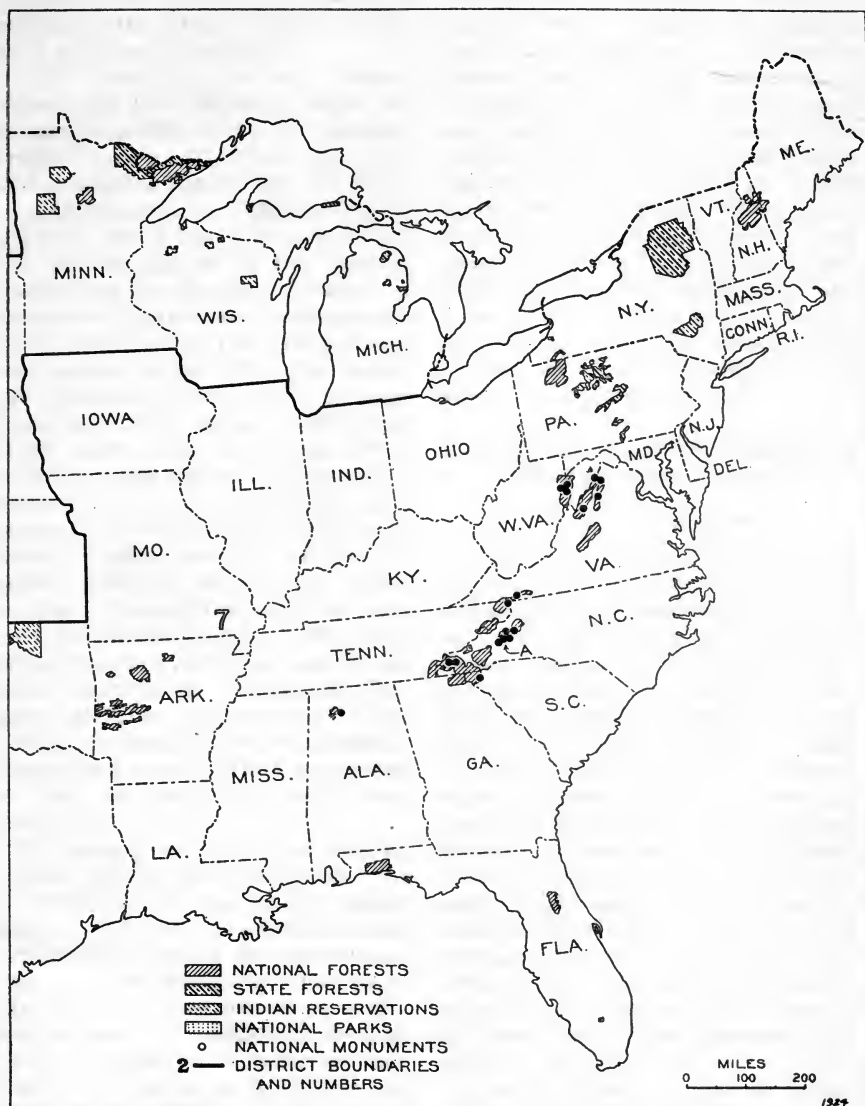 ME.
VT.
N.H.
MINN.
MASS.
N.Y.
WIS.
CONN.
R.I.
MICH.
IOWA
PA.
N.J.
OHIO
MD.
ILL.
IND.
DEL.
W.VA.
MO.
VA.
KY.
7
N.C.
TENN.
A
ARK.
S.C.
MISS.
ALA.
GA.
LA.
FLA.
NATIONAL FORESTS
STATE FORESTS
INDIAN RESERVATIONS
NATIONAL PARKS
NATIONAL MONUMENTS
2 DISTRICT BOUNDARIES
AND NUMBERS
MILES
0 100 200
1924